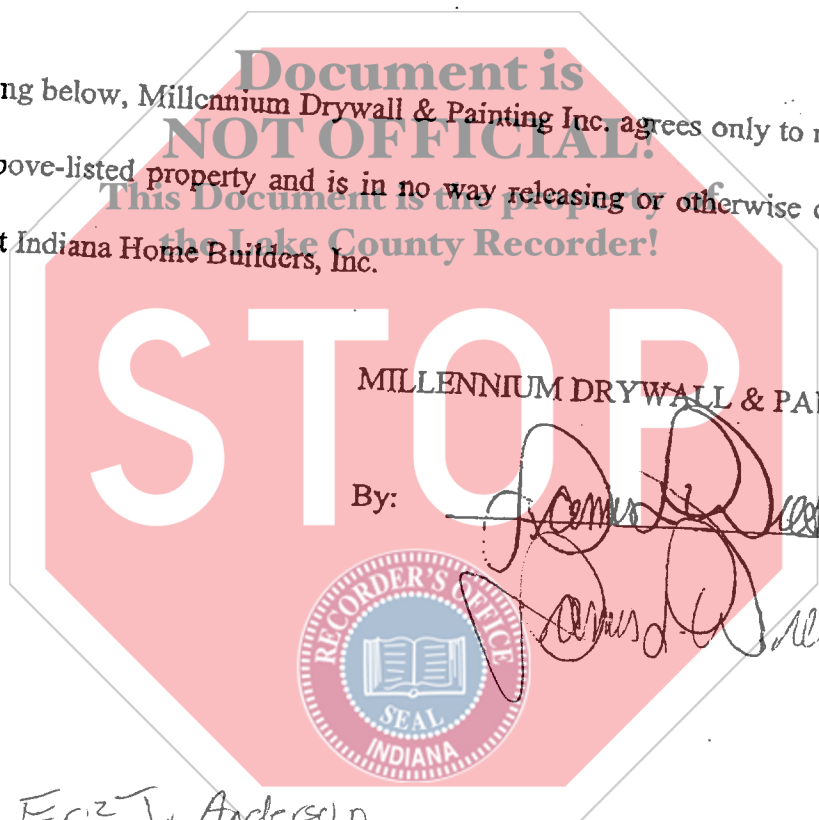 Document is
ng below, Millennium Drywall & Painting Inc. agrees only to
NOT OFFICIAL!
bove-listed property and is in no way releasing or otherwise
This Document is the property of
the Lake County Recorder!
t Indiana Home Builders, Inc.
STOP
MILLENNIUM DRYWALL & PAI
By:
RECORDER'S OFFICE
SEAL
INDIANA
Anderson